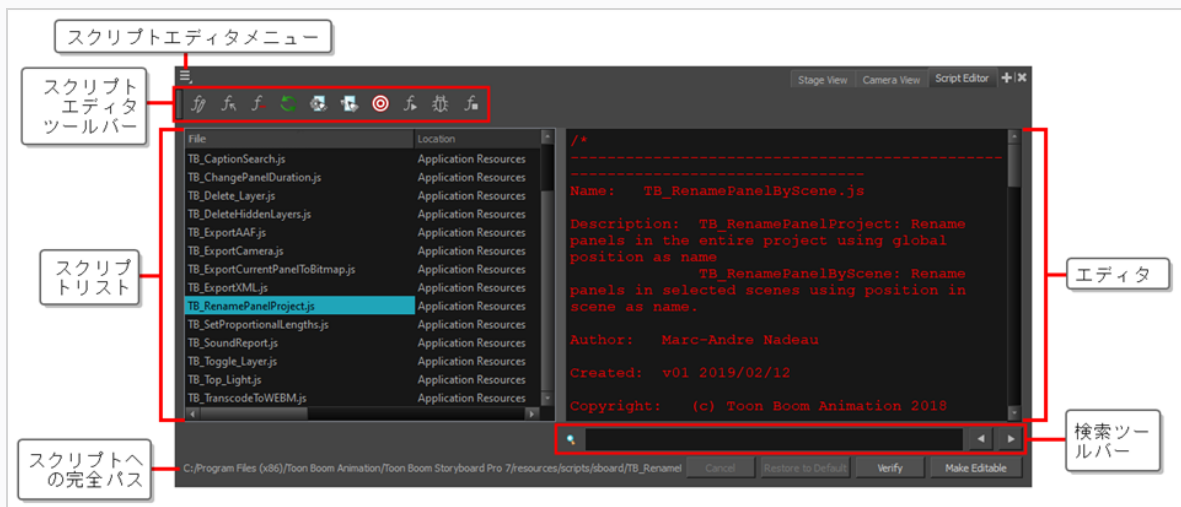 スクリプトエディタメニュー
スクリプト
エディタ
ツールバー
Stage View
Camera View
Script Editor
File
Location
TB_CaptionSearch.js
Application Resources
TB_ChangePanelDuration.js
Application Resources
TB_Delete_Layer.js
Application Resources
TB_DeleteHiddenLayers.js
Application Resources
TB_ExportAAF.js
Application Resources
TB_ExportCamera.js
Application Resources
TB_ExportCurrentPanelToBitmap.js
Application Resources
TB_ExportXML.js
Application Resources
TB_RenamePanelProject.js
Application Resources
TB_SetProportionalLengths.js
Application Resources
TB_SoundReport.js
Application Resources
TB_Toggle_Layer.js
Application Resources
TB_Top_Light.js
Application Resources
TB_TranscodeToWEBM.js
Application Resources
スクリプ
トリスト
/*
---------------------------------------------
-------------------------------
Name: TB_RenamePanelByScene.js
Description: TB_RenamePanelProject: Rename
panels in the entire project using global
position as name
TB_RenamePanelByScene: Rename
panels in selected scenes using position in
scene as name.
Author: Marc-Andre Nadeau
Created: v01 2019/02/12
Copyright: (c) Toon Boom Animation 2018
エディタ
検索ツー
ルバー
スクリプトへ
の完全パス
C:/Program Files (x86)/Toon Boom Animation/Toon Boom Storyboard Pro 7/resources/scripts/sboard/TB_Renamel
Cancel
Restore to Default
Verify
Make Editable